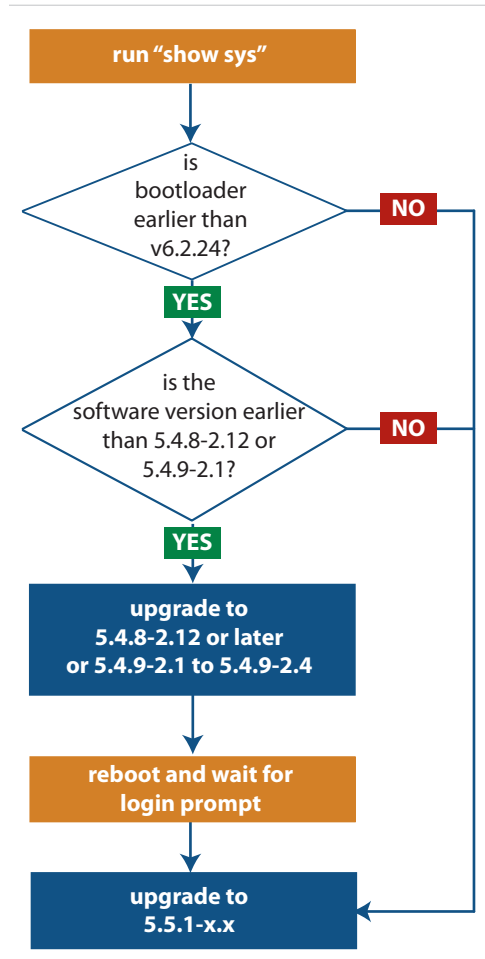 run “show sys”
is
bootloader
earlier than
v6.2.24?
NO
YES
is the
software version earlier
than 5.4.8-2.12 or
5.4.9-2.1?
NO
YES
upgrade to
5.4.8-2.12 or later
or 5.4.9-2.1 to 5.4.9-2.4
reboot and wait for
login prompt
upgrade to
5.5.1-x.x